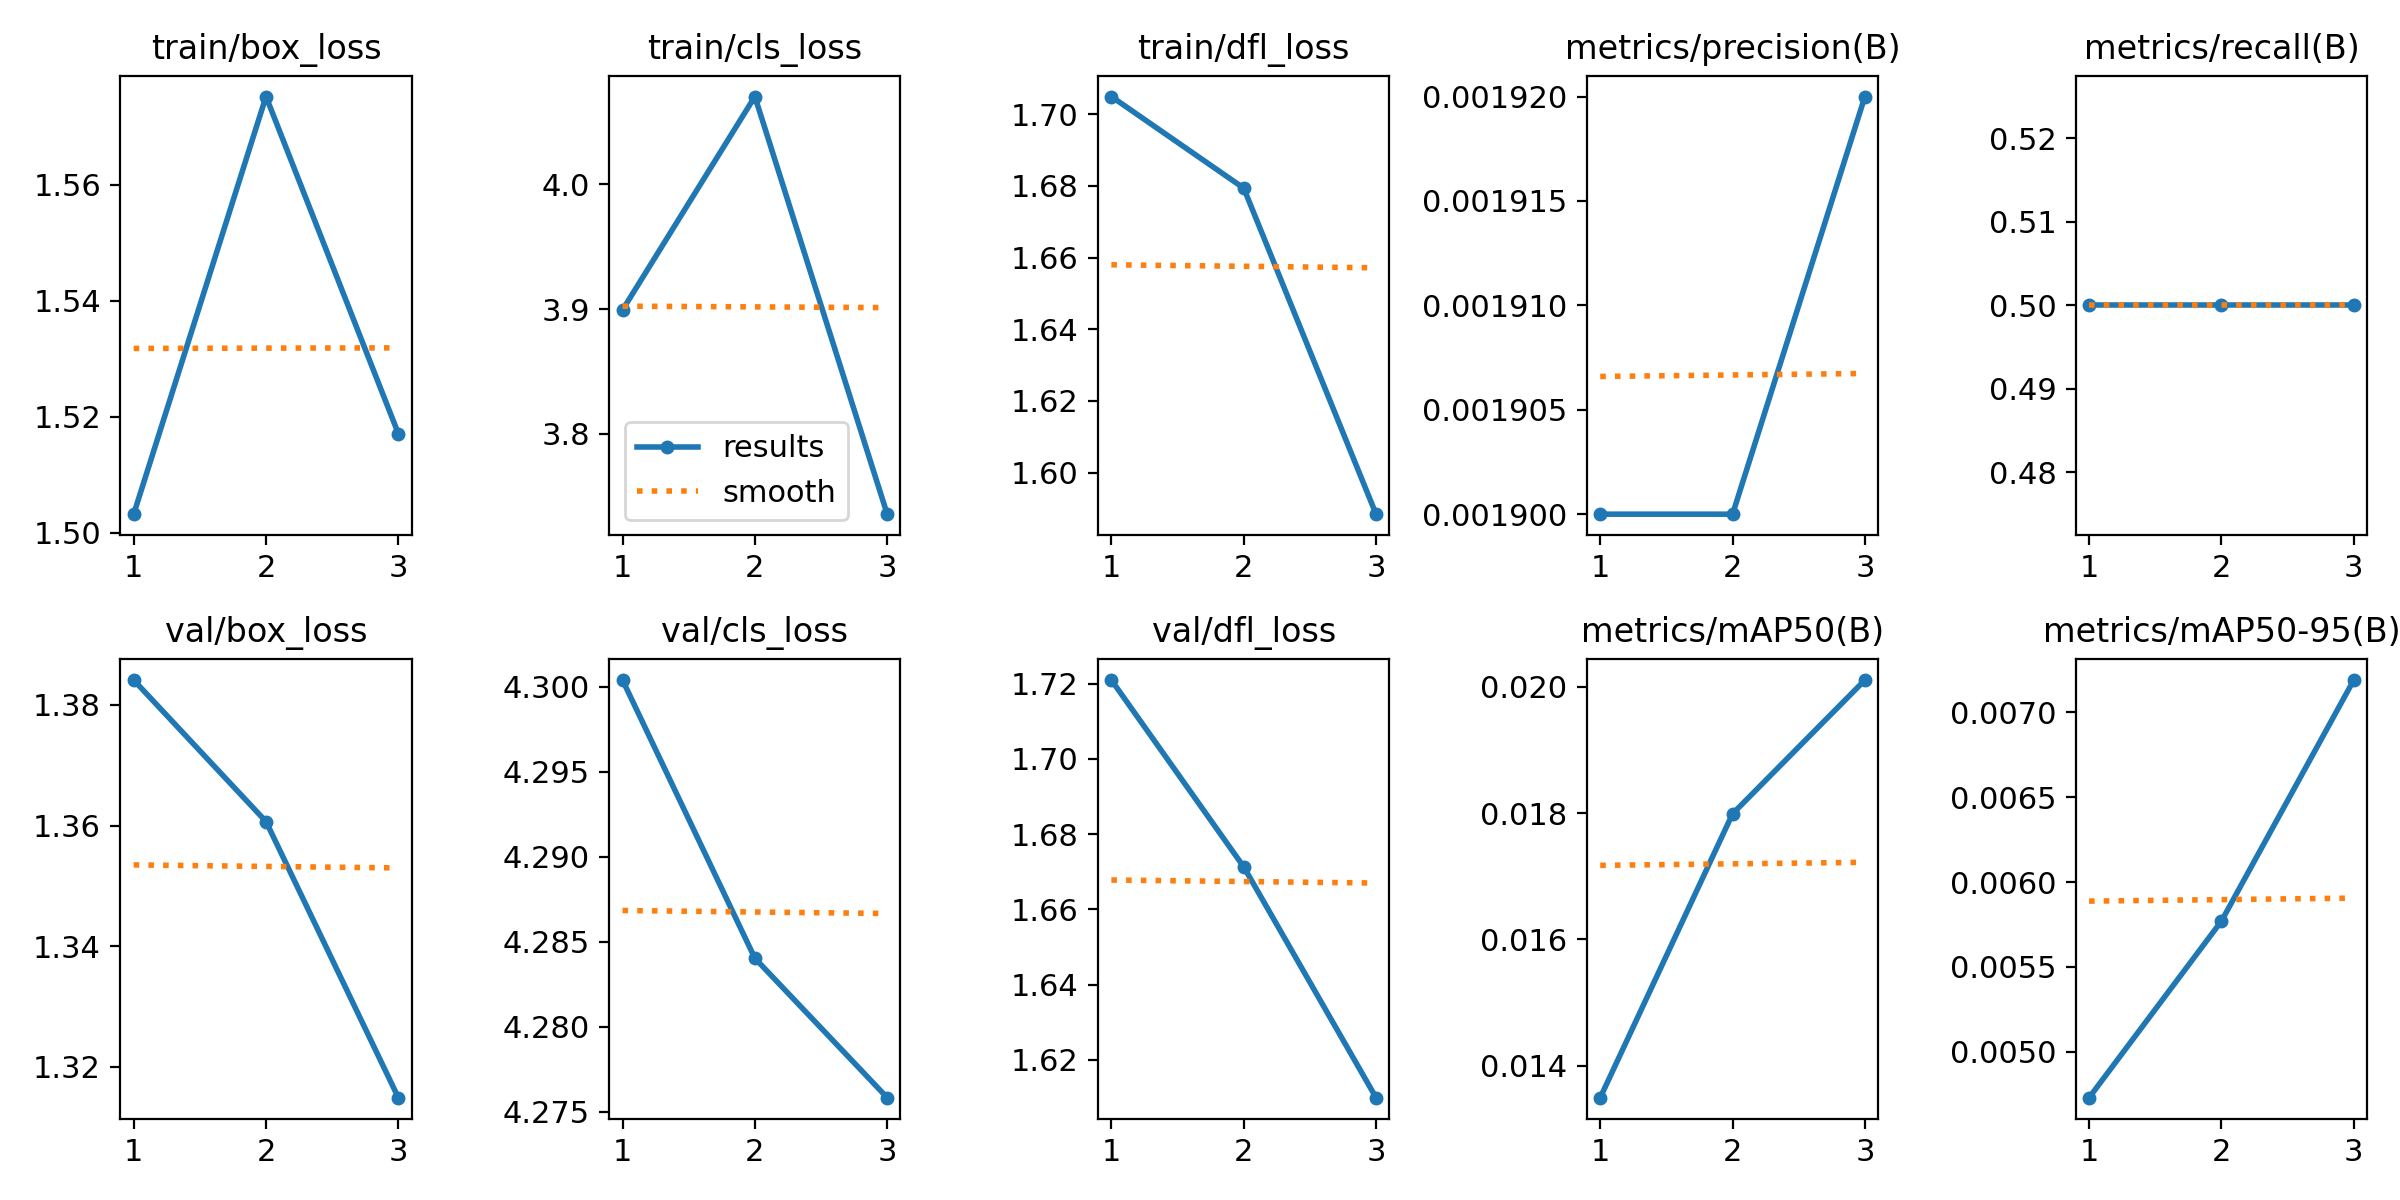 train/box_loss
1.56
1.54
1.52
1.50
1 2 3
train/cls_loss
4.0
3.9
3.8
results
smooth
1 2 3
train/dfl_loss
1.70
1.68
1.66
1.64
1.62
1.60
1 2 3
metrics/precision(B)
0.001920
0.001915
0.001910
0.001905
0.001900
1 2 3
metrics/recall(B)
0.52
0.51
0.50
0.49
0.48
1 2 3
val/box_loss
1.38
1.36
1.34
1.32
1 2 3
val/cls_loss
4.300
4.295
4.290
4.285
4.280
4.275
1 2 3
val/dfl_loss
1.72
1.70
1.68
1.66
1.64
1.62
1 2 3
metrics/mAP50(B)
0.020
0.018
0.016
0.014
1 2 3
metrics/mAP50-95(B)
0.0070
0.0065
0.0060
0.0055
0.0050
1 2 3